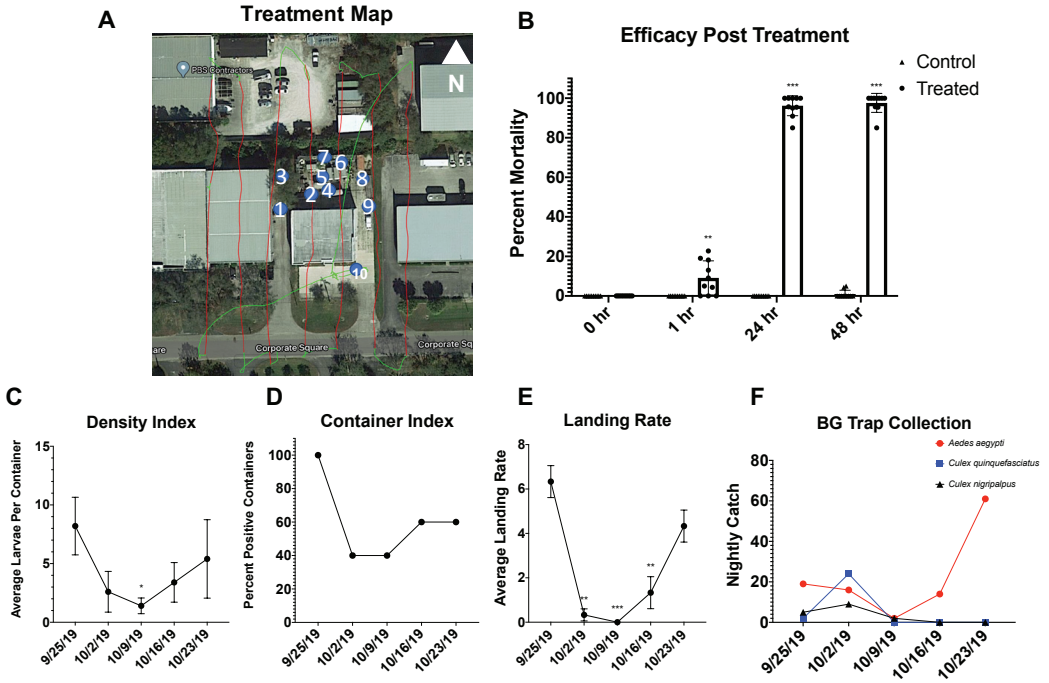 A
Treatment Map
PBS Contractors
N
7
6
3
5
8
4
2
1
9
10
Corporate Square
are
Corporate Sq
B
Efficacy Post Treatment
Control
Treated
Percent Mortality
100
80
60
40
20
0
**
***
***
0 hr
1 hr
24 hr
48 hr
C
Density Index
Average Larvae Per Container
15
10
5
0
*
9/25/19
10/2/19
10/9/19
10/16/19
10/23/19
D
Container Index
Percent Positive Containers
100
80
60
40
20
0
9/25/19
10/2/19
10/9/19
10/16/19
10/23/19
E
Landing Rate
Average Landing Rate
8
6
4
2
0
**
***
**
9/25/19
10/2/19
10/9/19
10/16/19
10/23/19
F
BG Trap Collection
Aedes aegypti
Culex quinquefasciatus
Culex nigripalpus
Nightly Catch
80
60
40
20
0
9/25/19
10/2/19
10/9/19
10/16/19
10/23/19